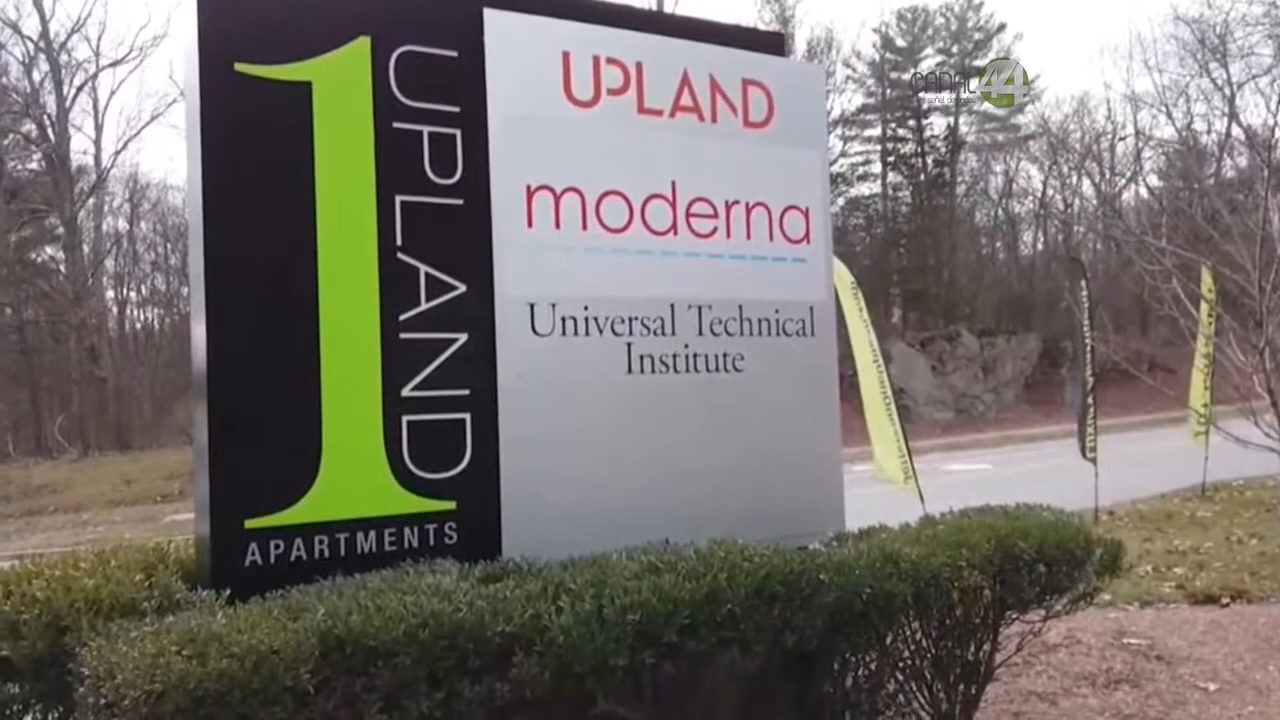 1
UPLAND
APARTMENTS
UPLAND
moderna
Universal Technical
Institute
CANAL 44